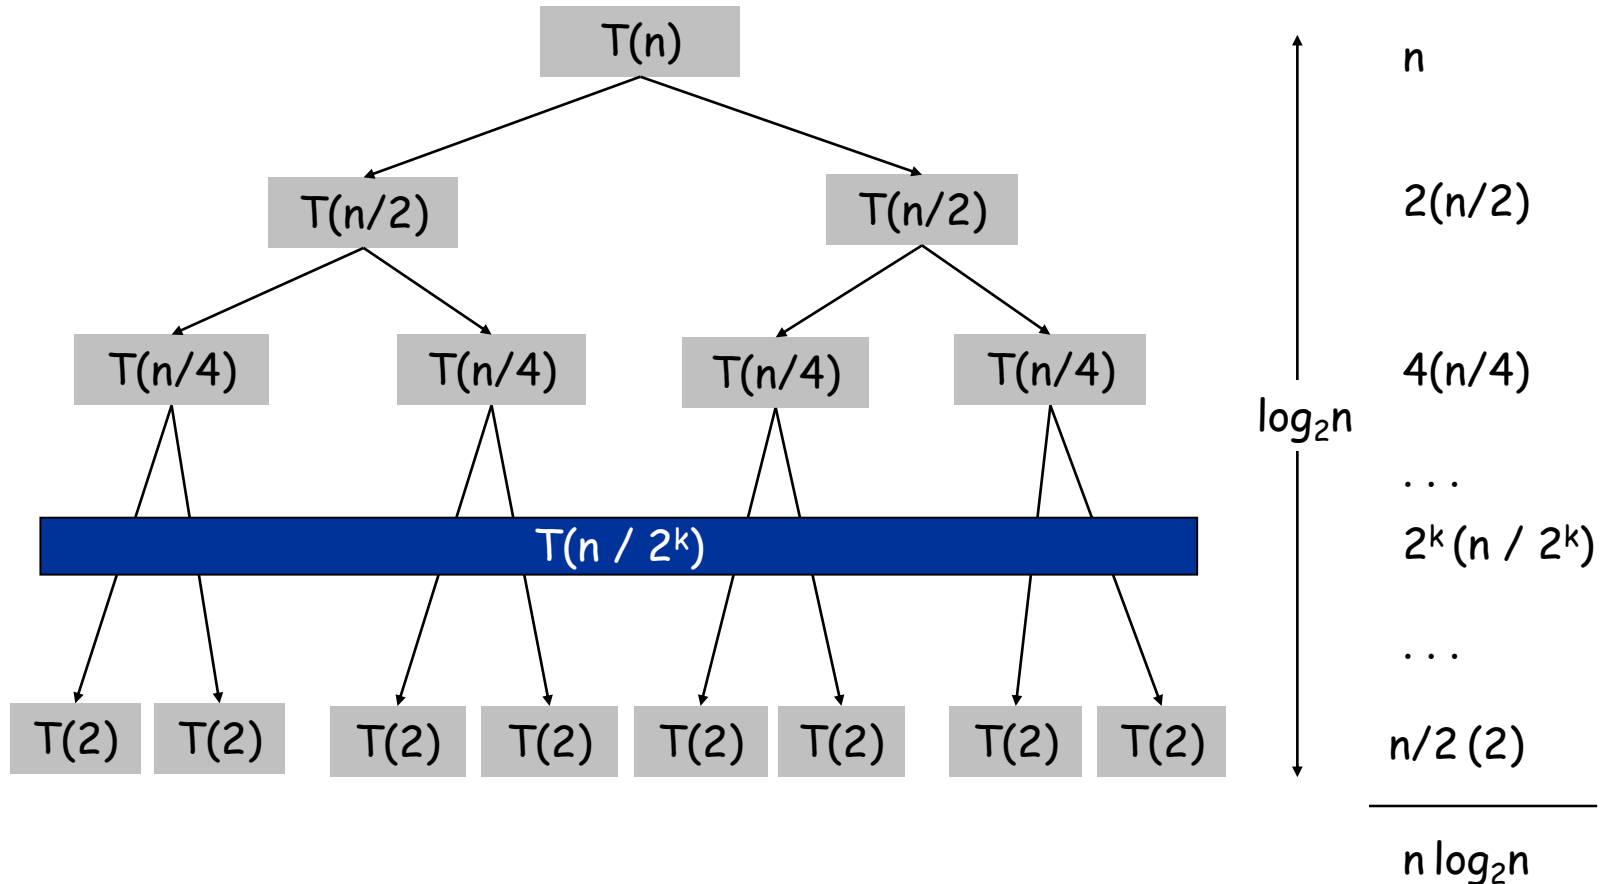 T(n)
n
T(n/2) T(n/2)
2(n/2)
T(n/4) T(n/4) T(n/4) T(n/4)
4(n/4)
log₂n
. . .
T(n / 2ᵏ)
2ᵏ (n / 2ᵏ)
. . .
T(2) T(2) T(2) T(2) T(2) T(2) T(2) T(2)
n/2 (2)
n log₂n